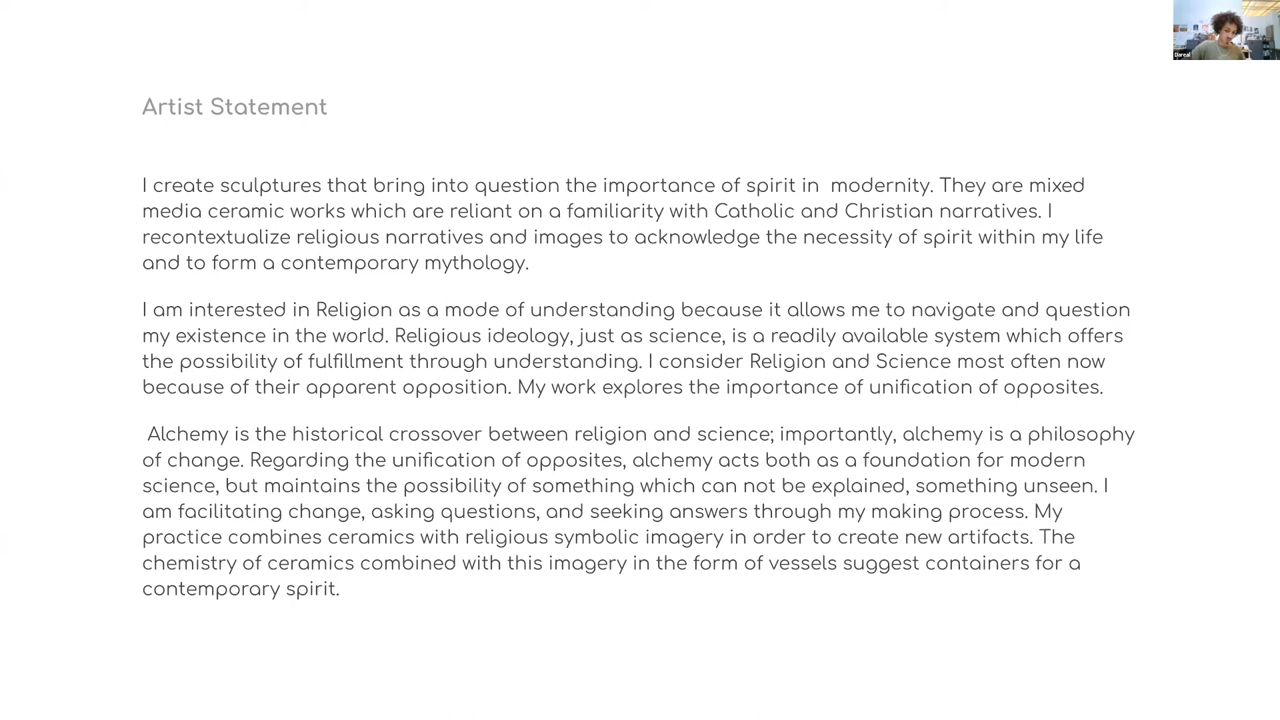 Artist Statement
I create sculptures that bring into question the importance of spirit in  modernity. They are mixed
media ceramic works which are reliant on a familiarity with Catholic and Christian narratives. I
recontextualize religious narratives and images to acknowledge the necessity of spirit within my life
and to form a contemporary mythology.
I am interested in Religion as a mode of understanding because it allows me to navigate and question
my existence in the world. Religious ideology, just as science, is a readily available system which offers
the possibility of fulfillment through understanding. I consider Religion and Science most often now
because of their apparent opposition. My work explores the importance of unification of opposites.
Alchemy is the historical crossover between religion and science; importantly, alchemy is a philosophy
of change. Regarding the unification of opposites, alchemy acts both as a foundation for modern
science, but maintains the possibility of something which can not be explained, something unseen. I
am facilitating change, asking questions, and seeking answers through my making process. My
practice combines ceramics with religious symbolic imagery in order to create new artifacts. The
chemistry of ceramics combined with this imagery in the form of vessels suggest containers for a
contemporary spirit.